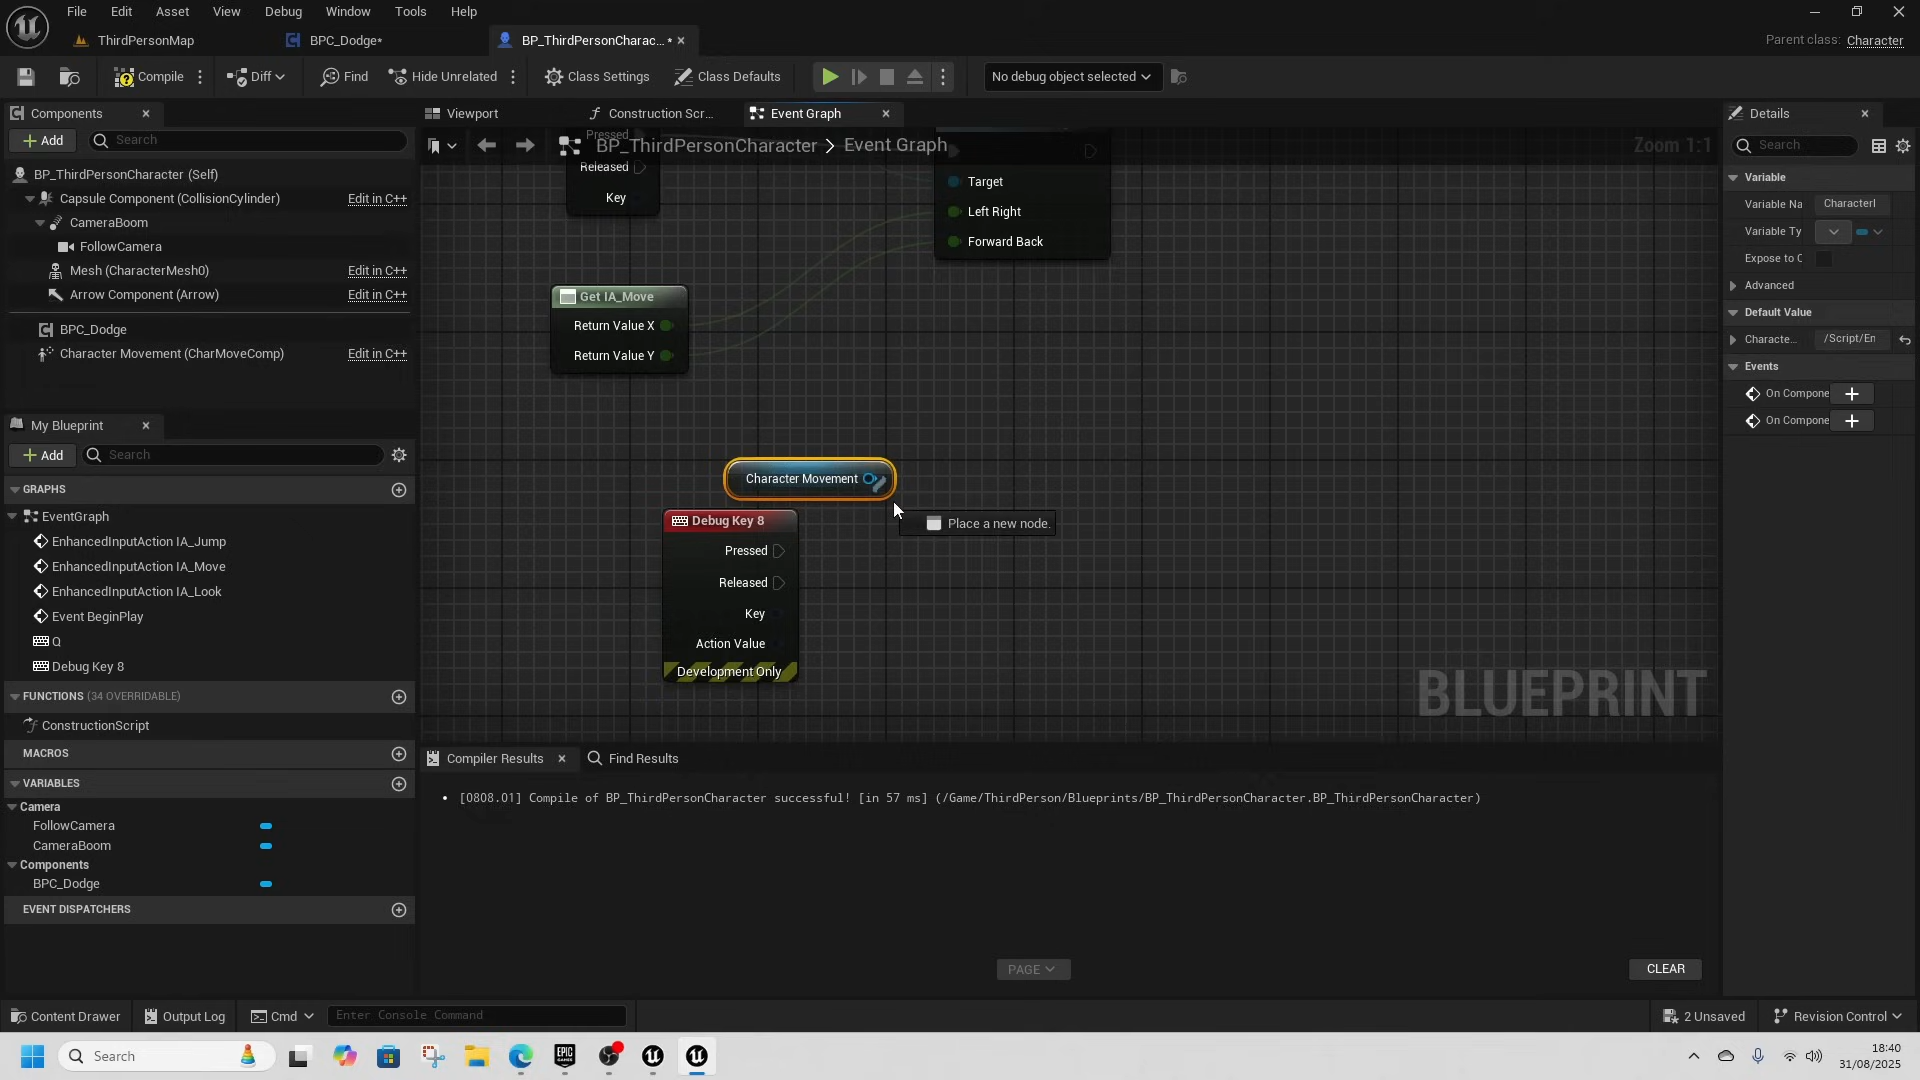 File Edit Asset View Debug Window Tools Help
ThirdPersonMap BPC_Dodge* BP_ThirdPersonCharac... * Parent class: Character
Compile Diff Find Hide Unrelated Class Settings Class Defaults No debug object selected
Components Viewport Construction Scr... Event Graph Details
Add Search BP_ThirdPersonCharacter Event Graph Zoom 1:1 Search
BP_ThirdPersonCharacter (Self)
Capsule Component (CollisionCylinder) Edit in C++
CameraBoom
FollowCamera
Mesh (CharacterMesh0) Edit in C++
Arrow Component (Arrow) Edit in C++
BPC_Dodge
Character Movement (CharMoveComp) Edit in C++
My Blueprint
Add Search
GRAPHS
EventGraph
EnhancedInputAction IA_Jump
EnhancedInputAction IA_Move
EnhancedInputAction IA_Look
Event BeginPlay
Q
Debug Key 8
FUNCTIONS (34 OVERRIDABLE)
ConstructionScript
MACROS
VARIABLES
Camera
FollowCamera
CameraBoom
Components
BPC_Dodge
EVENT DISPATCHERS
Pressed
Released
Key
Target
Left Right
Forward Back
Get IA_Move
Return Value X
Return Value Y
Character Movement
Place a new node.
Debug Key 8
Pressed
Released
Key
Action Value
Development Only
BLUEPRINT
Variable
Variable Na CharacterI
Variable Ty
Expose to C
Advanced
Default Value
Characte... /Script/En
Events
On Compone
On Compone
Compiler Results Find Results
[0808.01] Compile of BP_ThirdPersonCharacter successful! [in 57 ms] (/Game/ThirdPerson/Blueprints/BP_ThirdPersonCharacter.BP_ThirdPersonCharacter)
PAGE CLEAR
Content Drawer Output Log Cmd Enter Console Command 2 Unsaved Revision Control
Search EPIC GAMES 18:40
31/08/2025